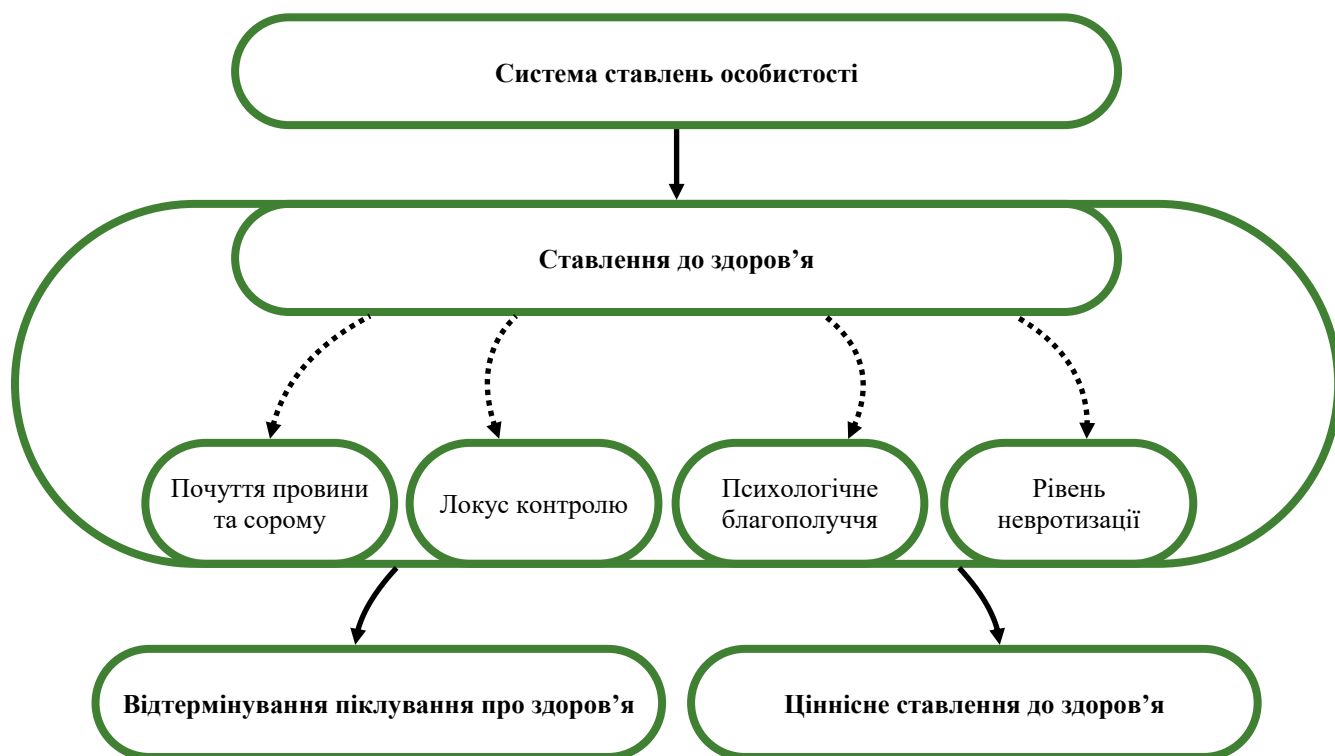 Система ставлень особистості
Ставлення до здоров’я
Почуття провини
та сорому
Локус контролю
Психологічне
благополуччя
Рівень
невротизації
Відтермінування піклування про здоров’я
Ціннісне ставлення до здоров’я